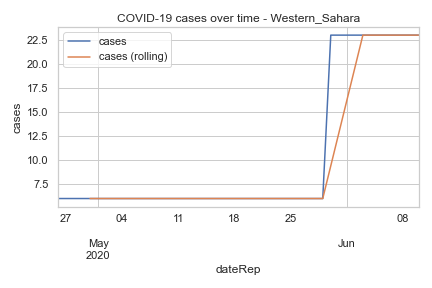 COVID-19 cases over time - Western_Sahara
cases
cases (rolling)
22.5
20.0
17.5
15.0
12.5
10.0
7.5
cases
27 04 11 18 25 08
May Jun
2020
dateRep